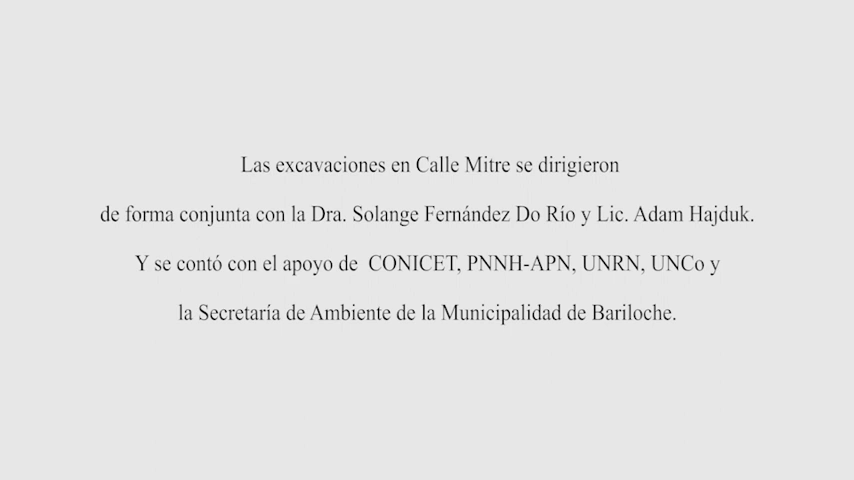 Las excavaciones en Calle Mitre se dirigieron
de forma conjunta con la Dra. Solange Fernández Do Río y Lic. Adam Hajduk.
Y se contó con el apoyo de  CONICET, PNNH-APN, UNRN, UNCo y
la Secretaría de Ambiente de la Municipalidad de Bariloche.